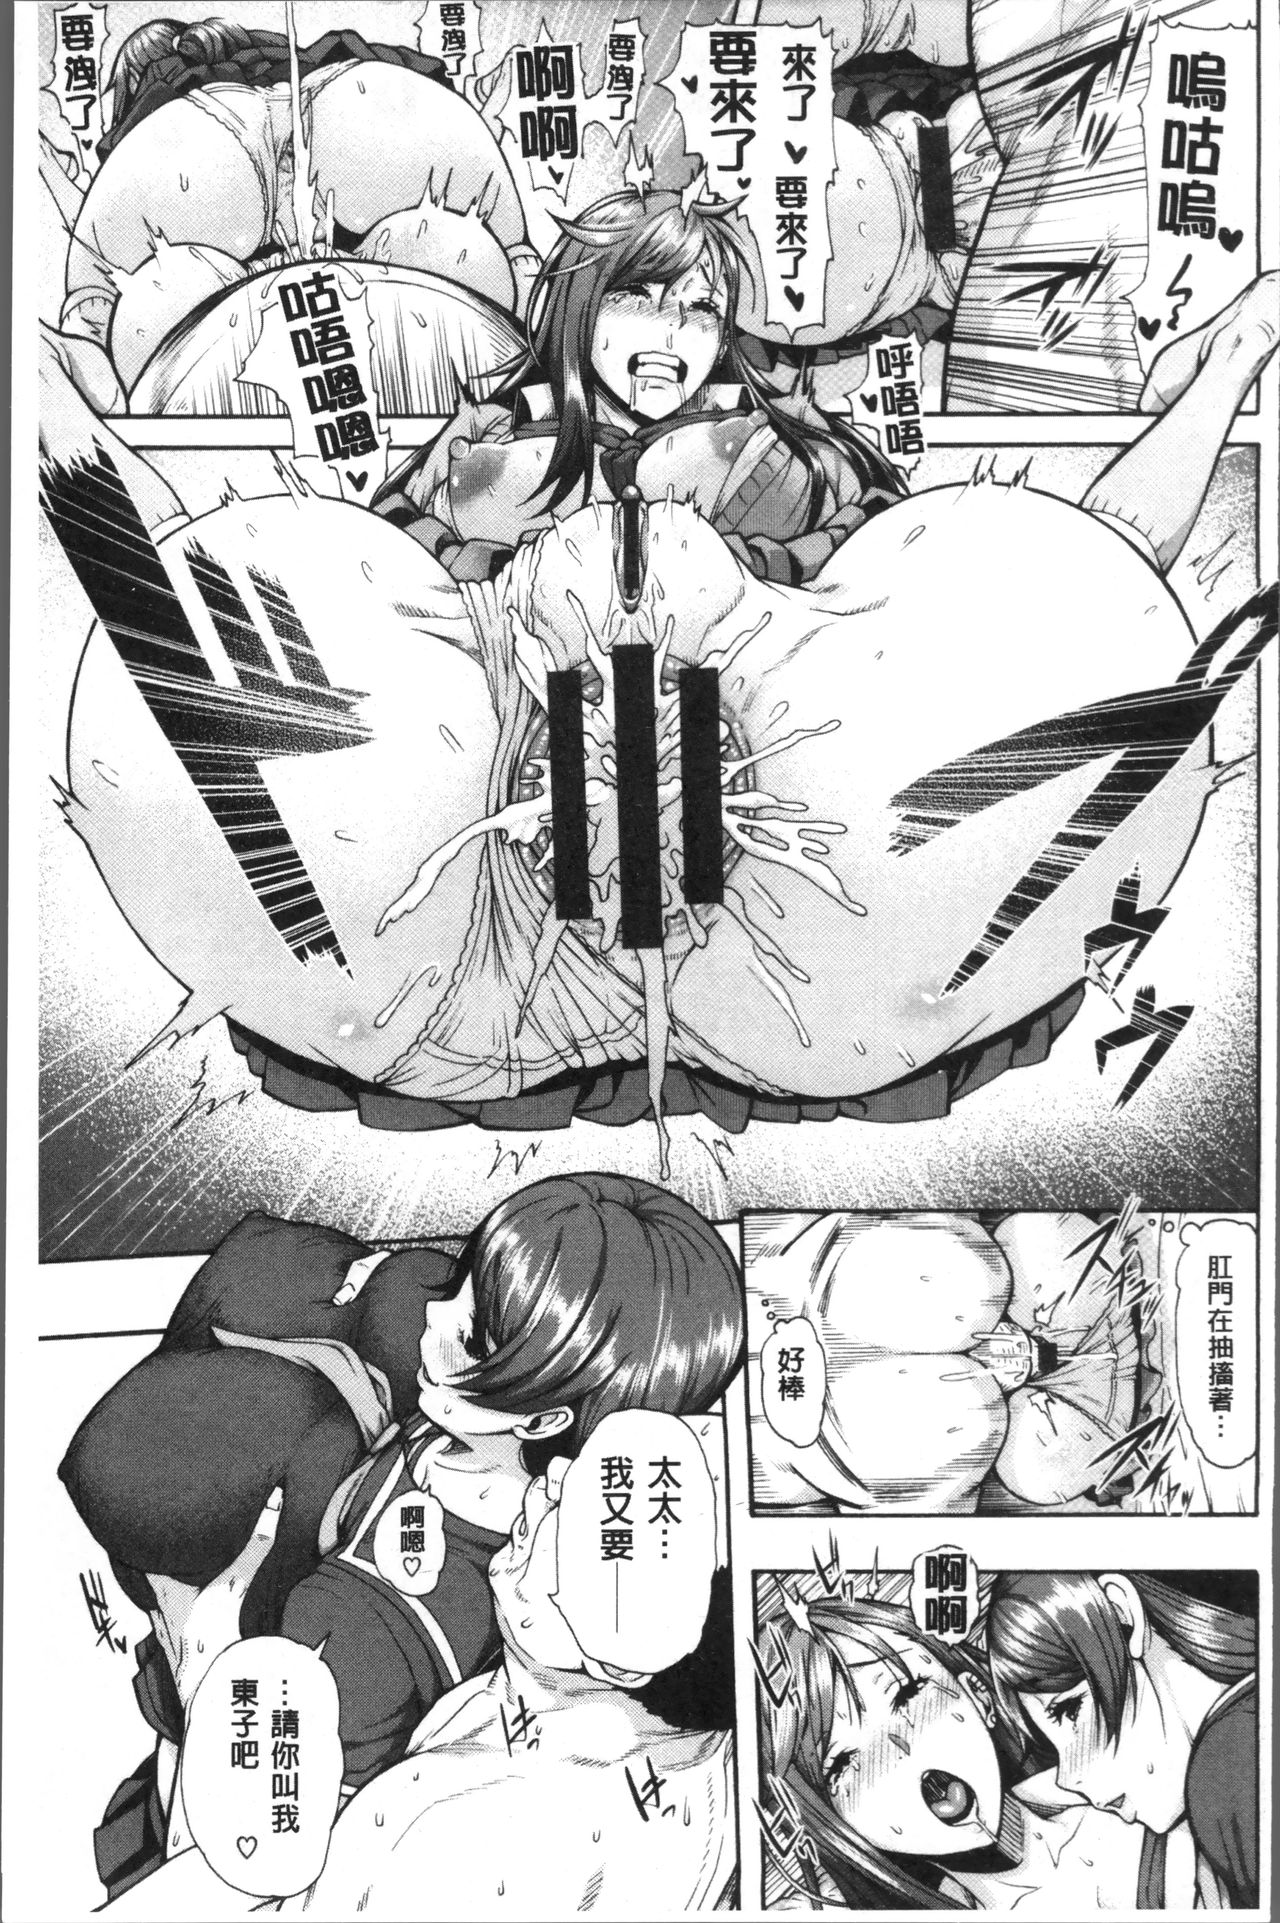 嗚咕
嗚♥
♥
來了♥要來了♥
♥要來了♥
啊啊♥
要洩了
要洩了
♥要洩了♥
咕唔嗯嗯♥
♥呼唔唔
肛門在抽搐著…
好棒
啊啊
太太…
我又要——
啊嗯♡
…請你叫我
東子吧♡